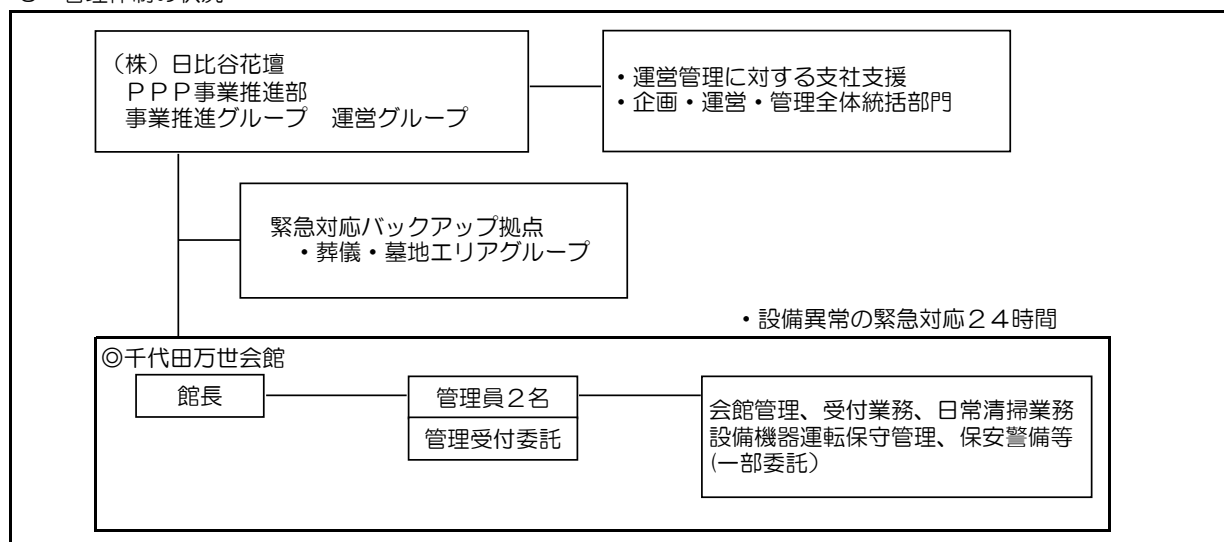 （株）日比谷花壇
ＰＰＰ事業推進部
事業推進グループ　運営グループ
・運営管理に対する支社支援
・企画・運営・管理全体統括部門
緊急対応バックアップ拠点
・葬儀・墓地エリアグループ
・設備異常の緊急対応２４時間
◎千代田万世会館
館長
管理員２名
管理受付委託
会館管理、受付業務、日常清掃業務
設備機器運転保守管理、保安警備等
(一部委託）